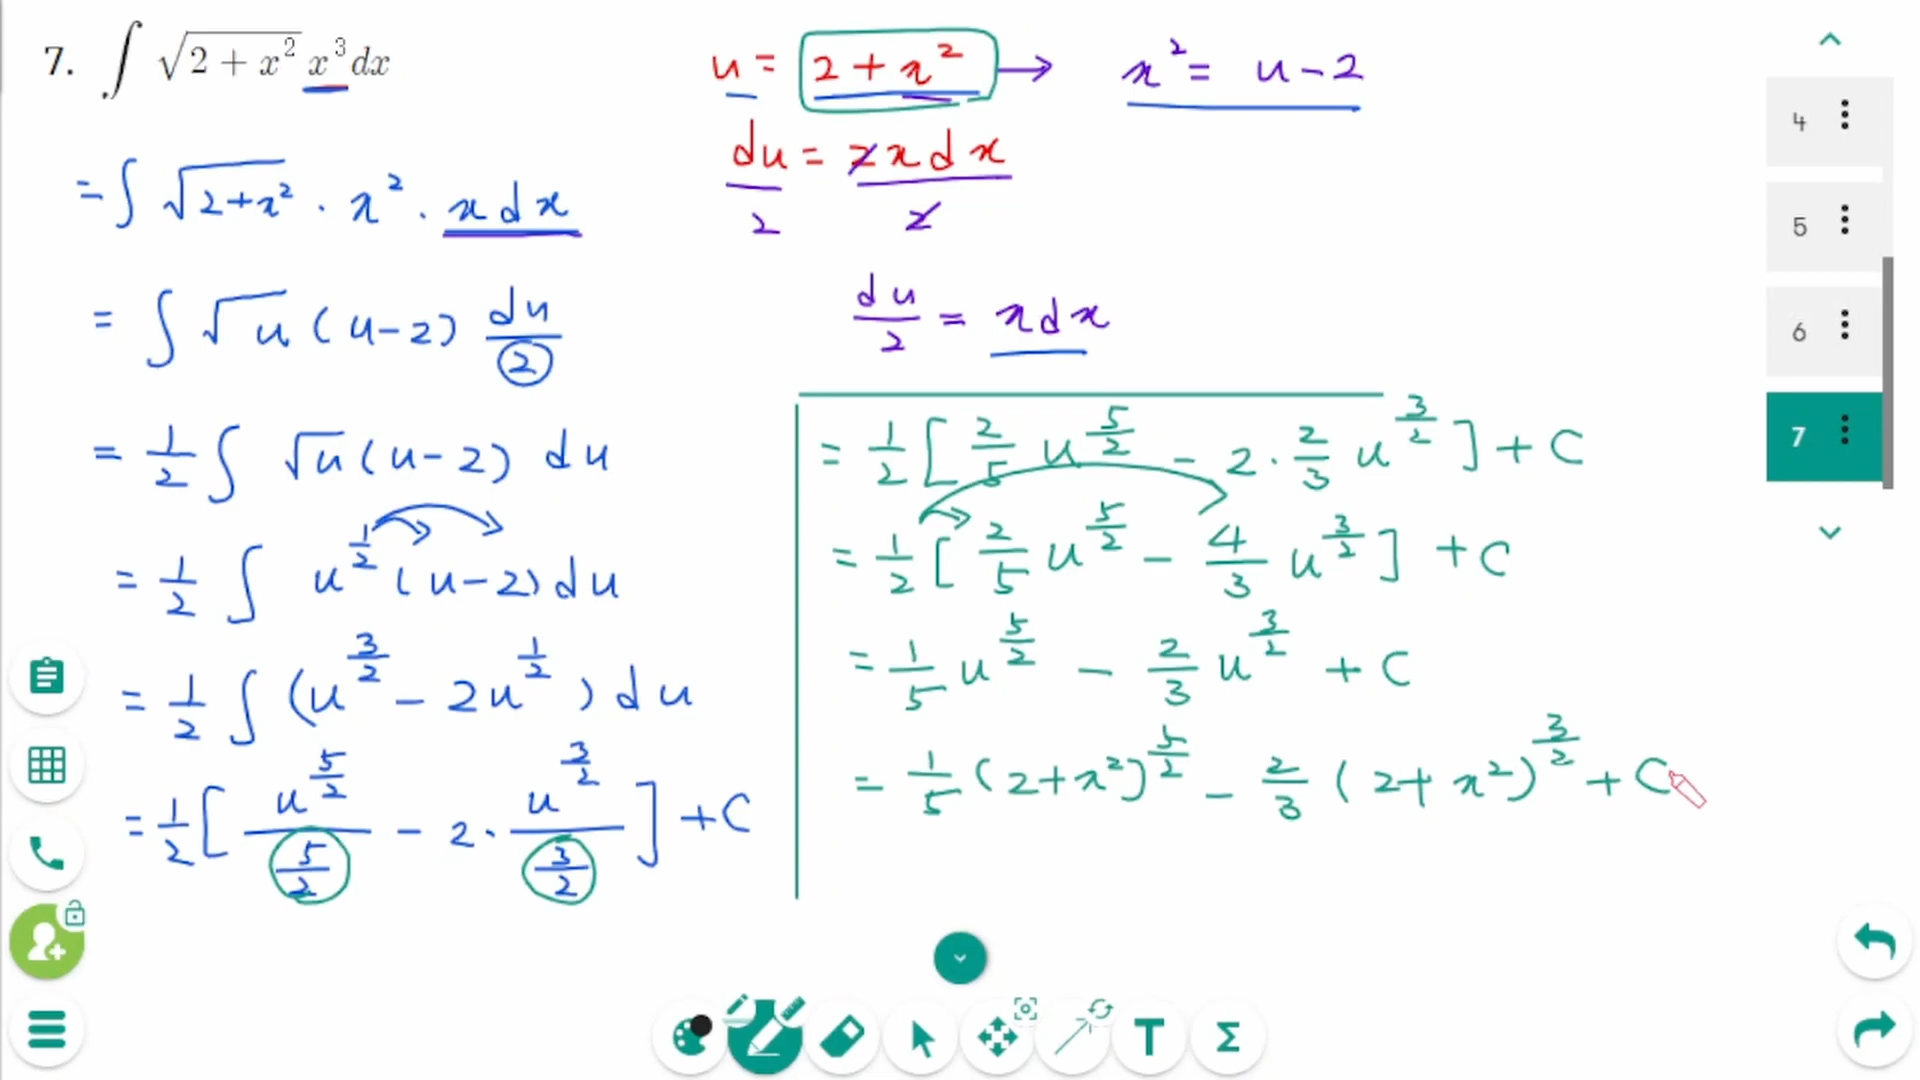 7. ∫ √(2 + x²) x³ dx
u = 2 + x² → x² = u - 2
du = 2x dx
2 2
du/2 = x dx
= ∫ √(2+x²) · x² · x dx
= ∫ √u (u-2) du/2
= 1/2 ∫ √u (u-2) du
= 1/2 ∫ u^(1/2) (u-2) du
= 1/2 ∫ (u^(3/2) - 2u^(1/2)) du
= 1/2 [ u^(5/2) / (5/2) - 2 · u^(3/2) / (3/2) ] + C
= 1/2 [ 2/5 u^(5/2) - 2 · 2/3 u^(3/2) ] + C
= 1/2 [ 2/5 u^(5/2) - 4/3 u^(3/2) ] + C
= 1/5 u^(5/2) - 2/3 u^(3/2) + C
= 1/5 (2+x²)^(5/2) - 2/3 (2+x²)^(3/2) + C
4
5
6
7
T
Σ